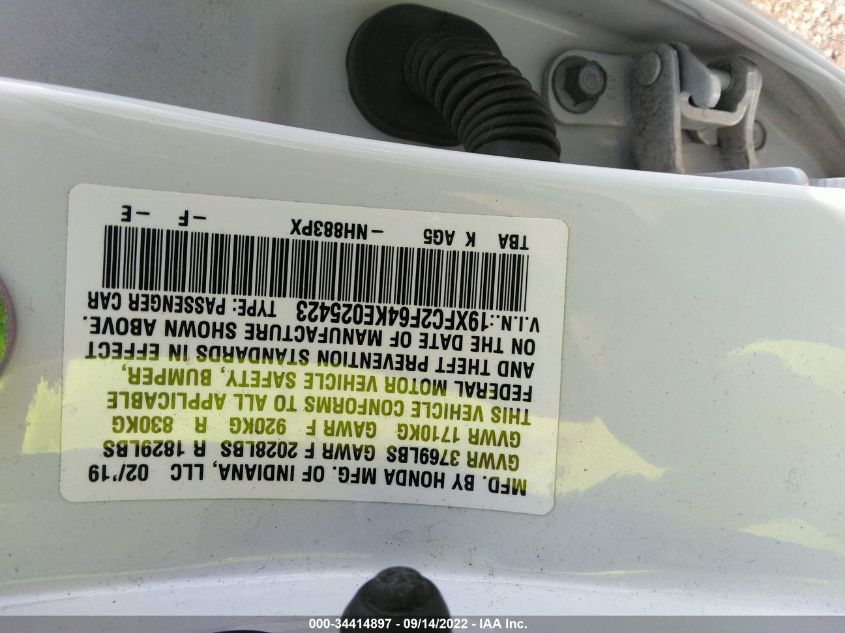 MFD. BY HONDA MFG. OF INDIANA, LLC 02/'19
GVWR 3769LBS GAWR F 2028LBS R 1829LBS
GVWR 1710KG GAWR F 920KG R 830KG
THIS VEHICLE CONFORMS TO ALL APPLICABLE
FEDERAL MOTOR VEHICLE SAFETY, BUMPER,
AND THEFT PREVENTION STANDARDS IN EFFECT
ON THE DATE OF MANUFACTURE SHOWN ABOVE.
V.I.N.:19XFC2F64KE025423 TYPE: PASSENGER CAR
TBA K AG5 -NH883PX -F -E
000-34414897 - 09/14/2022 - IAA Inc.